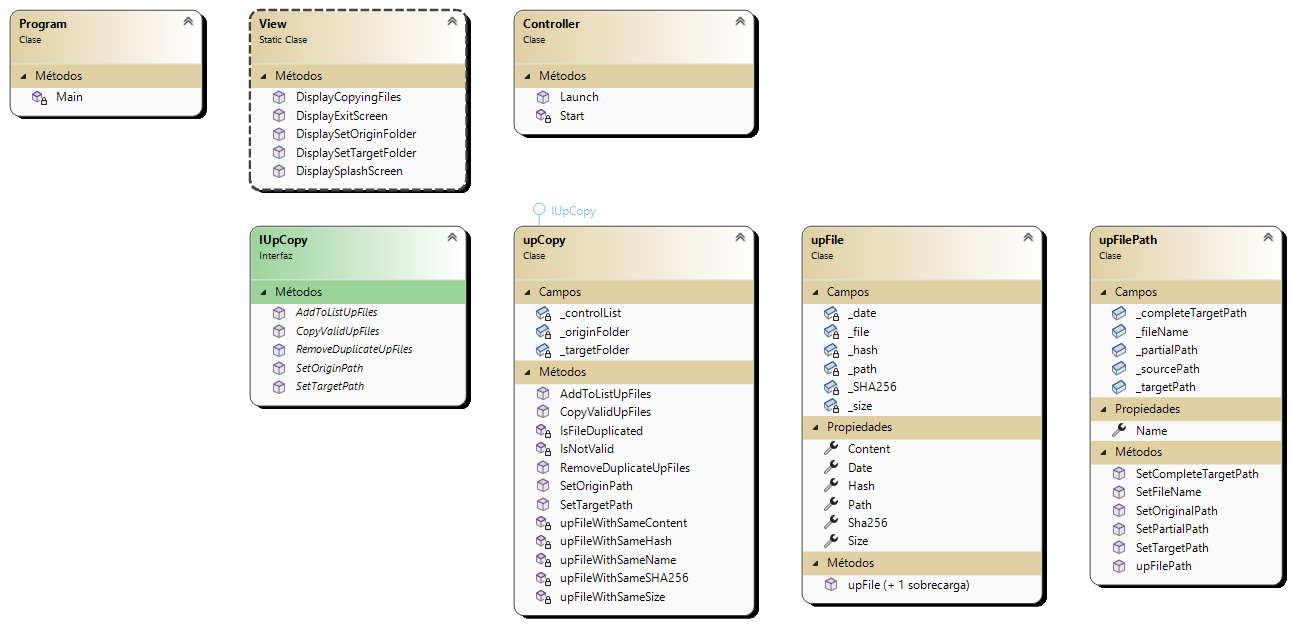 Program
Clase
Métodos
Main
View
Static Clase
Métodos
DisplayCopyingFiles
DisplayExitScreen
DisplaySetOriginFolder
DisplaySetTargetFolder
DisplaySplashScreen
Controller
Clase
Métodos
Launch
Start
IUpCopy
Interfaz
Métodos
AddToListUpFiles
CopyValidUpFiles
RemoveDuplicateUpFiles
SetOriginPath
SetTargetPath
IUpCopy
upCopy
Clase
Campos
_controlList
_originFolder
_targetFolder
Métodos
AddToListUpFiles
CopyValidUpFiles
IsFileDuplicated
IsNotValid
RemoveDuplicateUpFiles
SetOriginPath
SetTargetPath
upFileWithSameContent
upFileWithSameHash
upFileWithSameName
upFileWithSameSHA256
upFileWithSameSize
upFile
Clase
Campos
_date
_file
_hash
_path
_SHA256
_size
Propiedades
Content
Date
Hash
Path
Sha256
Size
Métodos
upFile (+ 1 sobrecarga)
upFilePath
Clase
Campos
_completeTargetPath
_fileName
_partialPath
_sourcePath
_targetPath
Propiedades
Name
Métodos
SetCompleteTargetPath
SetFileName
SetOriginalPath
SetPartialPath
SetTargetPath
upFilePath